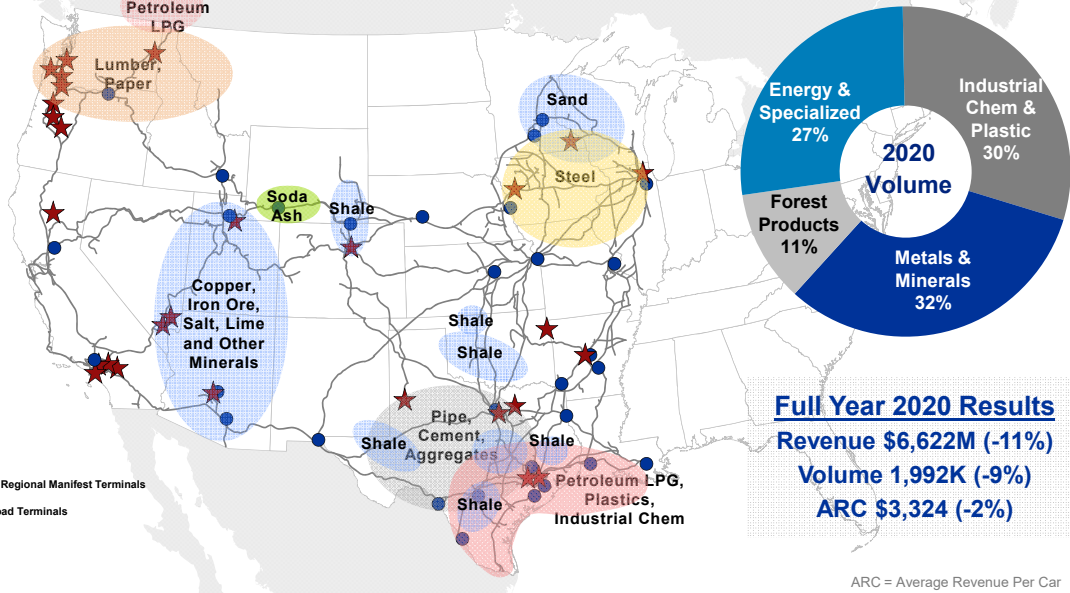 Petroleum
LPG
Lumber,
Paper
Sand
Steel
Soda
Ash
Shale
Copper,
Iron Ore,
Salt, Lime
and Other
Minerals
Shale
Shale
Pipe,
Cement,
Aggregates
Shale
Shale
Shale
Petroleum LPG,
Plastics,
Industrial Chem
Regional Manifest Terminals
Terminals
Energy &
Specialized
27%
Industrial
Chem &
Plastic
30%
2020
Volume
Forest
Products
11%
Metals &
Minerals
32%
Full Year 2020 Results
Revenue $6,622M (-11%)
Volume 1,992K (-9%)
ARC $3,324 (-2%)
ARC = Average Revenue Per Car